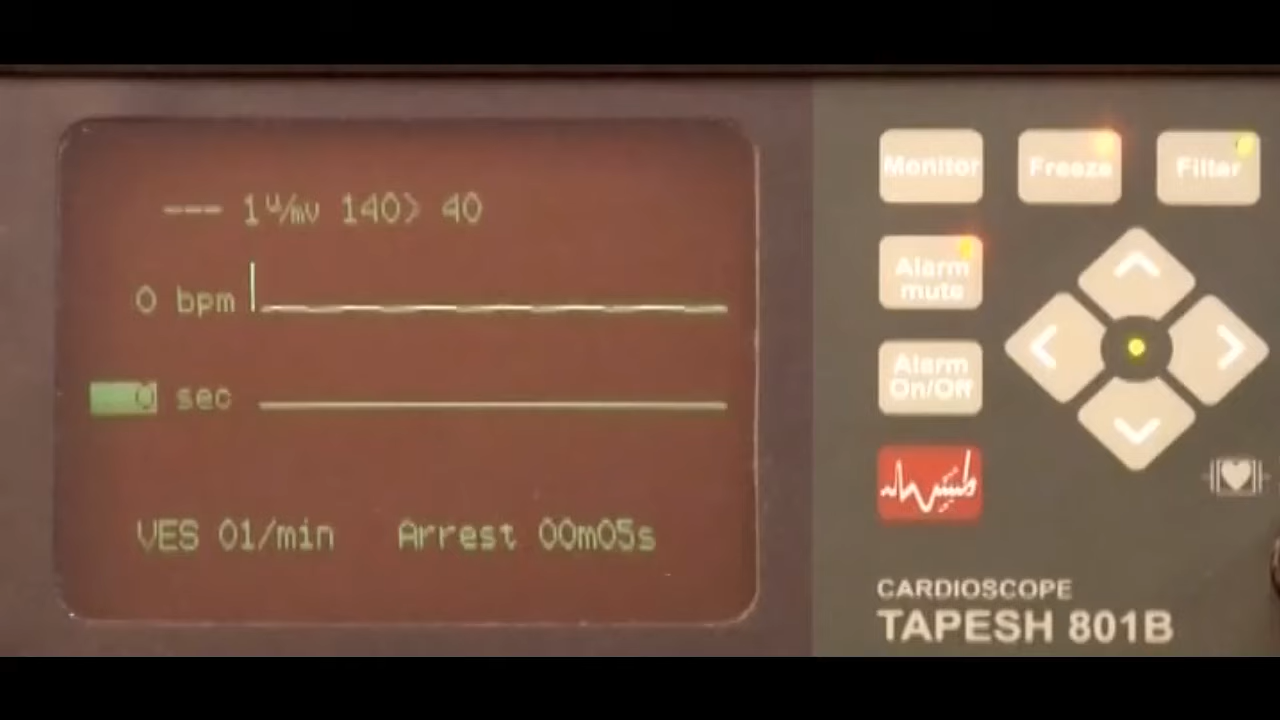 --- 1u/mv 140> 40
0 bpm
0 sec
VES 01/min Arrest 00m05s
Monitor
Freeze
Filter
Alarm
mute
Alarm
On/Off
CARDIOSCOPE
TAPESH 801B